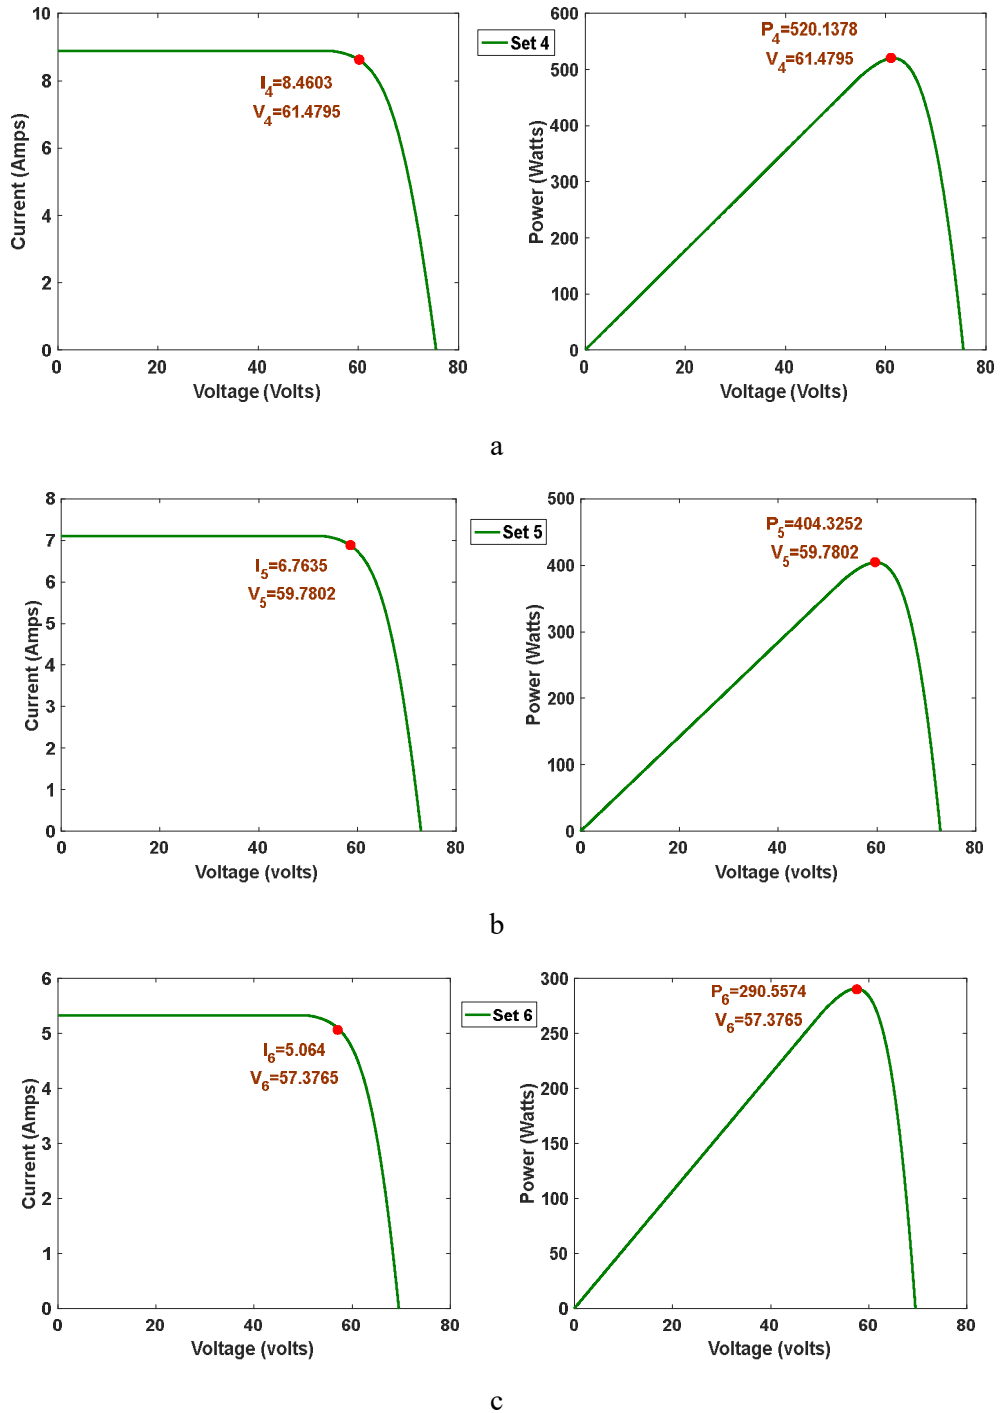 10
8
6
4
2
0
0
20
40
60
80
Current (Amps)
Voltage (Volts)
I4=8.4603
V4=61.4795
Set 4
600
500
400
300
200
100
0
0
20
40
60
80
Power (Watts)
Voltage (Volts)
P4=520.1378
V4=61.4795
a
8
7
6
5
4
3
2
1
0
0
20
40
60
80
Current (Amps)
Voltage (volts)
I5=6.7635
V5=59.7802
Set 5
500
400
300
200
100
0
0
20
40
60
80
Power (Watts)
Voltage (volts)
P5=404.3252
V5=59.7802
b
6
5
4
3
2
1
0
0
20
40
60
80
Current (Amps)
Voltage (volts)
I6=5.064
V6=57.3765
Set 6
300
250
200
150
100
50
0
0
20
40
60
80
Power (Watts)
Voltage (volts)
P6=290.5574
V6=57.3765
c